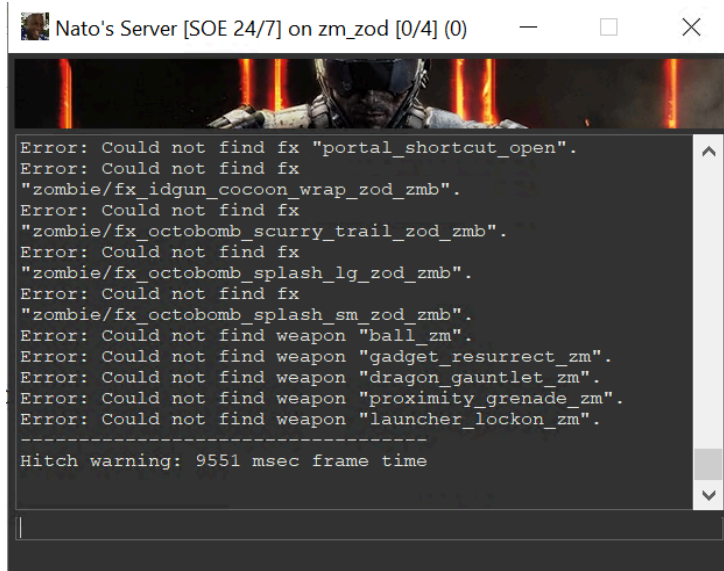 Nato's Server [SOE 24/7] on zm_zod [0/4] (0)
Error: Could not find fx "portal_shortcut_open".
Error: Could not find fx
"zombie/fx_idgun_cocoon_wrap_zod_zmb".
Error: Could not find fx
"zombie/fx_octobomb_scurry_trail_zod_zmb".
Error: Could not find fx
"zombie/fx_octobomb_splash_lg_zod_zmb".
Error: Could not find fx
"zombie/fx_octobomb_splash_sm_zod_zmb".
Error: Could not find weapon "ball_zm".
Error: Could not find weapon "gadget_resurrect_zm".
Error: Could not find weapon "dragon_gauntlet_zm".
Error: Could not find weapon "proximity_grenade_zm".
Error: Could not find weapon "launcher_lockon_zm".
-----------------------------------
Hitch warning: 9551 msec frame time